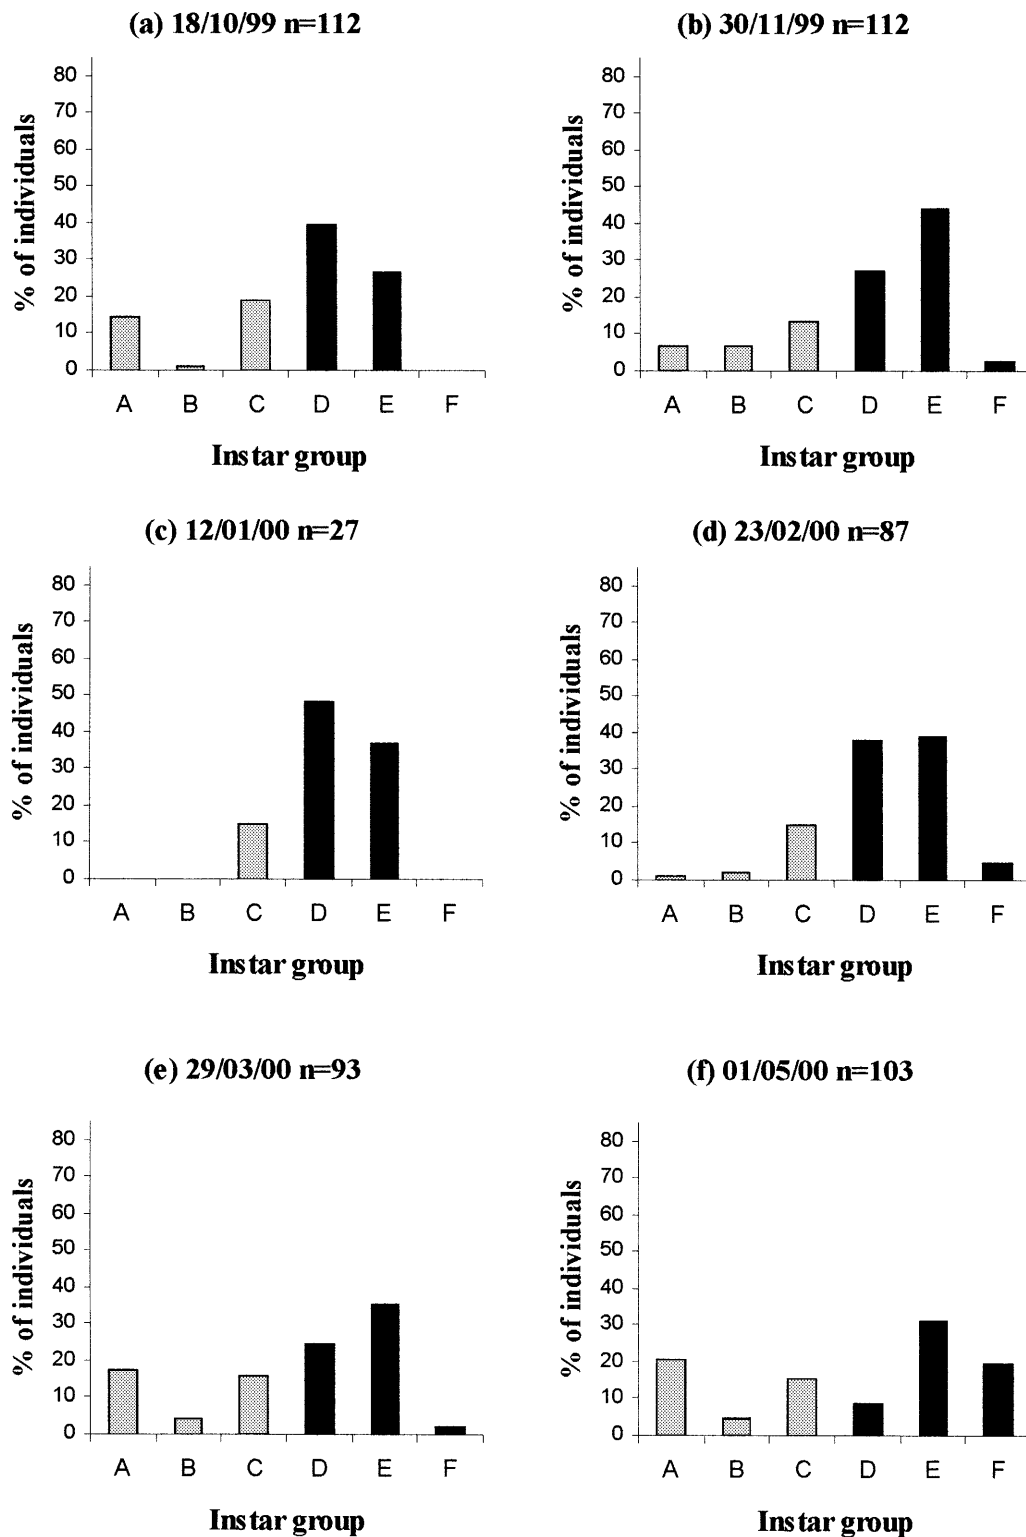 (a) 18/10/99 n=112
% of individuals
80
70
60
50
40
30
20
10
0
A B C D E F
Instar group
(b) 30/11/99 n=112
% of individuals
80
70
60
50
40
30
20
10
0
A B C D E F
Instar group
(c) 12/01/00 n=27
% of individuals
80
70
60
50
40
30
20
10
0
A B C D E F
Instar group
(d) 23/02/00 n=87
% of individuals
80
70
60
50
40
30
20
10
0
A B C D E F
Instar group
(e) 29/03/00 n=93
% of individuals
80
70
60
50
40
30
20
10
0
A B C D E F
Instar group
(f) 01/05/00 n=103
% of individuals
80
70
60
50
40
30
20
10
0
A B C D E F
Instar group